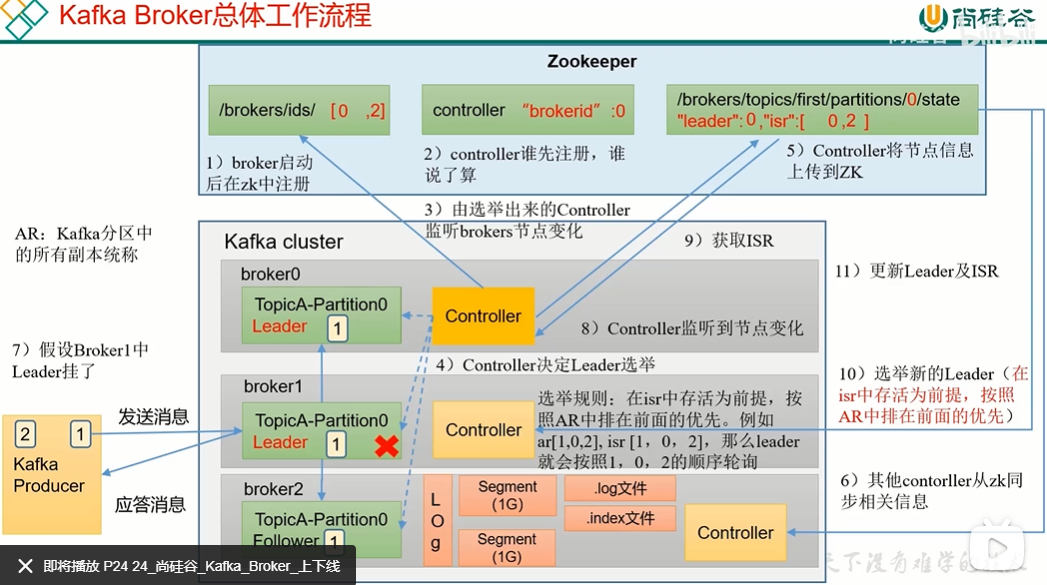 Kafka Broker总体工作流程
尚硅谷
bilibili
Zookeeper
/brokers/ids/ [0 ,2]
controller “brokerid” :0
/brokers/topics/first/partitions/0/state
"leader": 0 ,"isr":[ 0,2 ]
1）broker启动
后在zk中注册
2）controller谁先注册，谁
说了算
5）Controller将节点信息
上传到ZK
3）由选举出来的Controller
监听brokers节点变化
AR：Kafka分区中
的所有副本统称
Kafka cluster
9）获取ISR
11）更新Leader及ISR
broker0
TopicA-Partition0
Leader 1
Controller
8）Controller监听到节点变化
7）假设Broker1中
Leader挂了
4）Controller决定Leader选举
broker1
TopicA-Partition0
Leader 1
Controller
选举规则：在isr中存活为前提，按
照AR中排在前面的优先。例如
ar[1,0,2], isr [1，0，2]，那么leader
就会按照1，0，2的顺序轮询
10）选举新的Leader（在
isr中存活为前提，按照
AR中排在前面的优先）
发送消息
2 1
Kafka
Producer
应答消息
broker2
TopicA-Partition0
Follower 1
LOg
Segment
(1G)
Segment
(1G)
.log文件
.index文件
Controller
6）其他contorller从zk同
步相关信息
天下没有难学的
即将播放 P24 24_尚硅谷_Kafka_Broker_上下线